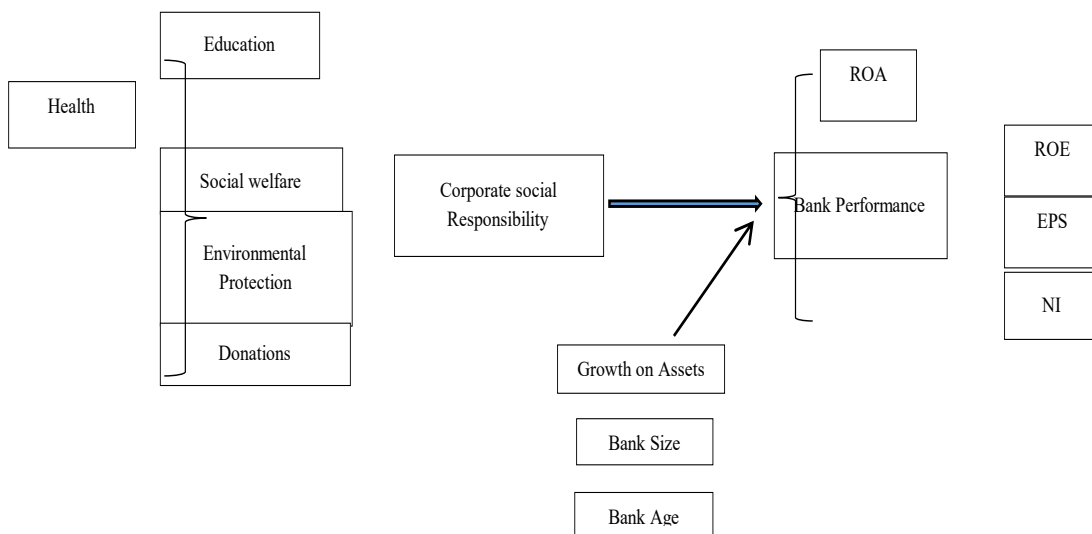 Education
Health
Social welfare
Environmental
Protection
Donations
Corporate social
Responsibility
ROA
Bank Performance
ROE
EPS
NI
Growth on Assets
Bank Size
Bank Age